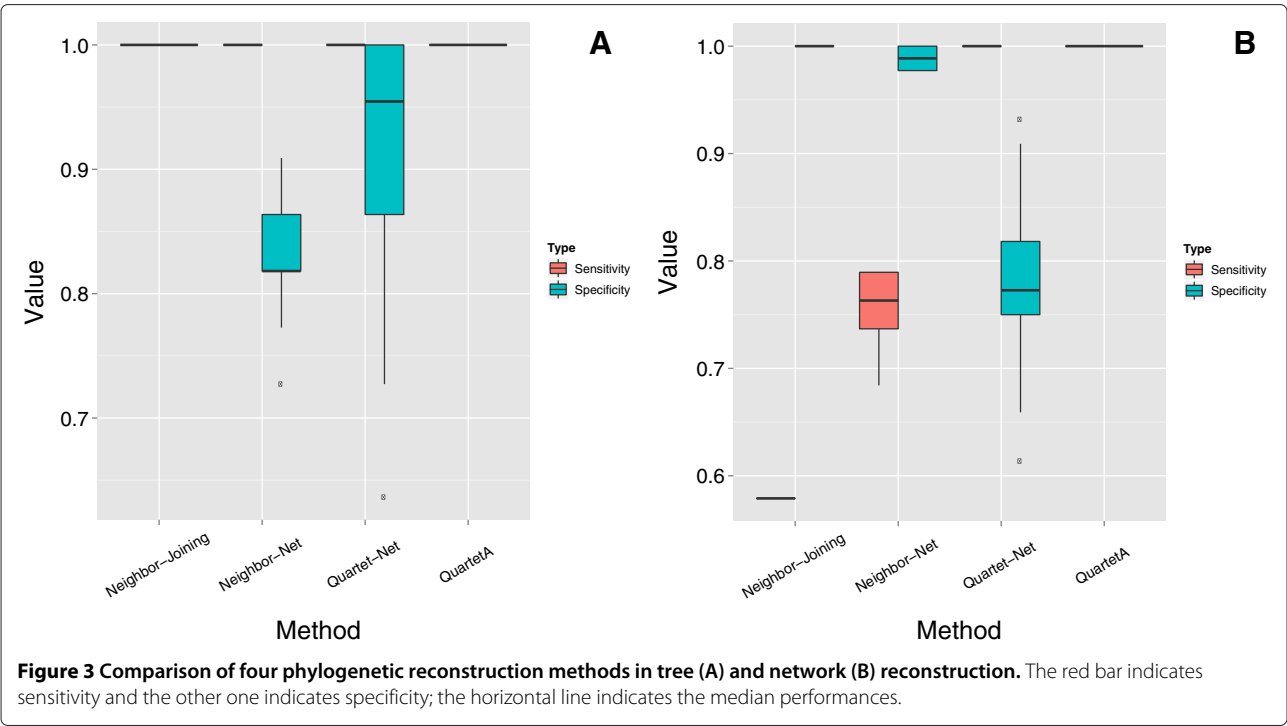 A
1.0
0.9
0.8
0.7
Value
Neighbor-Joining
Neighbor-Net
Quartet-Net
QuartetA
Method
Type
Sensitivity
Specificity
B
1.0
0.9
0.8
0.7
0.6
Value
Neighbor-Joining
Neighbor-Net
Quartet-Net
QuartetA
Method
Type
Sensitivity
Specificity
Figure 3 Comparison of four phylogenetic reconstruction methods in tree (A) and network (B) reconstruction. The red bar indicates
sensitivity and the other one indicates specificity; the horizontal line indicates the median performances.